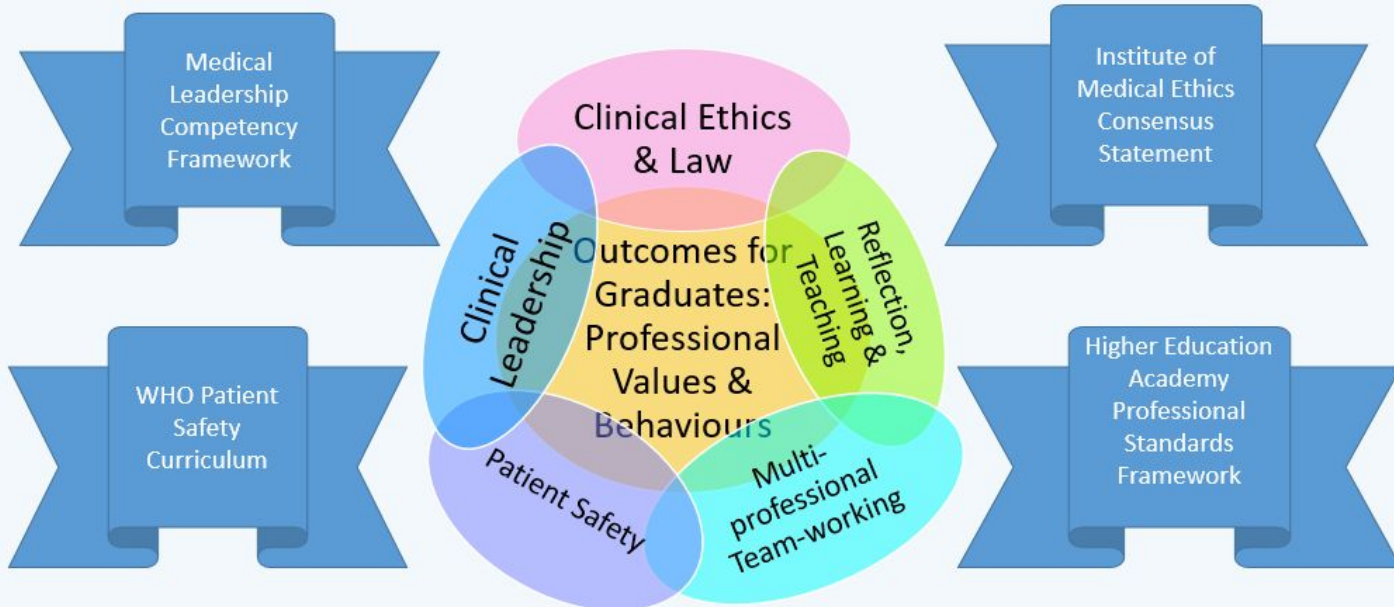 Medical
Leadership
Competency
Framework
Institute of
Medical Ethics
Consensus
Statement
Clinical Ethics
& Law
Clinical
Leadership
Outcomes for
Graduates:
Professional
Values &
Behaviours
Reflection,
Learning &
Teaching
WHO Patient
Safety
Curriculum
Higher Education
Academy
Professional
Standards
Framework
Patient Safety
Multi-
professional
Team-working